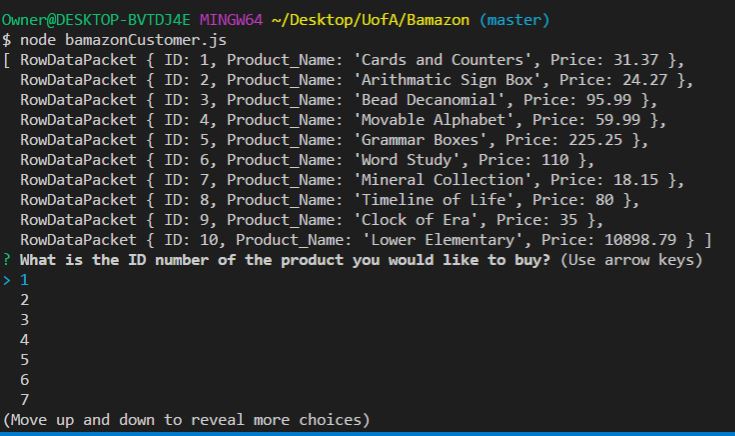 Owner@DESKTOP-BVTDJ4E MINGW64 ~/Desktop/UofA/Bamazon (master)
$ node bamazonCustomer.js
[ RowDataPacket { ID: 1, Product_Name: 'Cards and Counters', Price: 31.37 },
  RowDataPacket { ID: 2, Product_Name: 'Arithmatic Sign Box', Price: 24.27 },
  RowDataPacket { ID: 3, Product_Name: 'Bead Decanomial', Price: 95.99 },
  RowDataPacket { ID: 4, Product_Name: 'Movable Alphabet', Price: 59.99 },
  RowDataPacket { ID: 5, Product_Name: 'Grammar Boxes', Price: 225.25 },
  RowDataPacket { ID: 6, Product_Name: 'Word Study', Price: 110 },
  RowDataPacket { ID: 7, Product_Name: 'Mineral Collection', Price: 18.15 },
  RowDataPacket { ID: 8, Product_Name: 'Timeline of Life', Price: 80 },
  RowDataPacket { ID: 9, Product_Name: 'Clock of Era', Price: 35 },
  RowDataPacket { ID: 10, Product_Name: 'Lower Elementary', Price: 10898.79 } ]
? What is the ID number of the product you would like to buy? (Use arrow keys)
> 1
  2
  3
  4
  5
  6
  7
(Move up and down to reveal more choices)